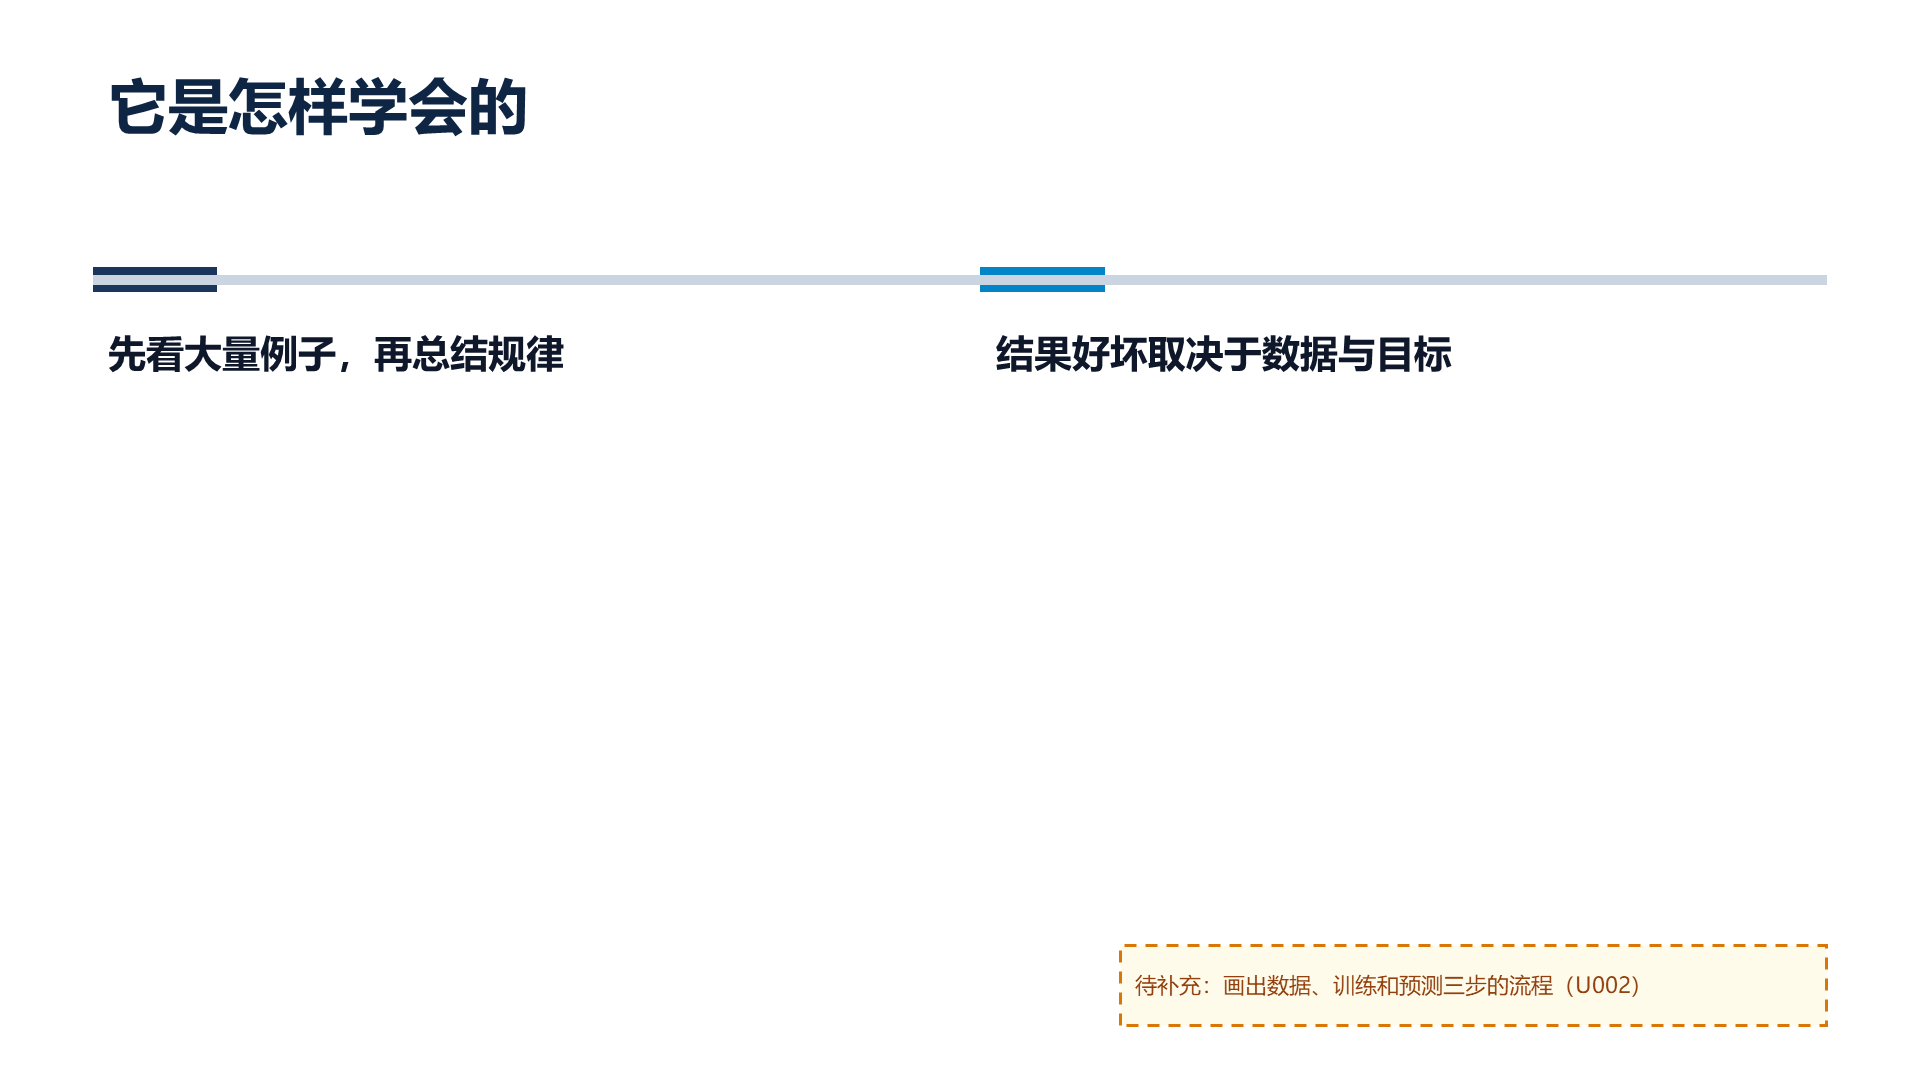 它是怎样学会的
先看大量例子，再总结规律
结果好坏取决于数据与目标
待补充：画出数据、训练和预测三步的流程（U002）